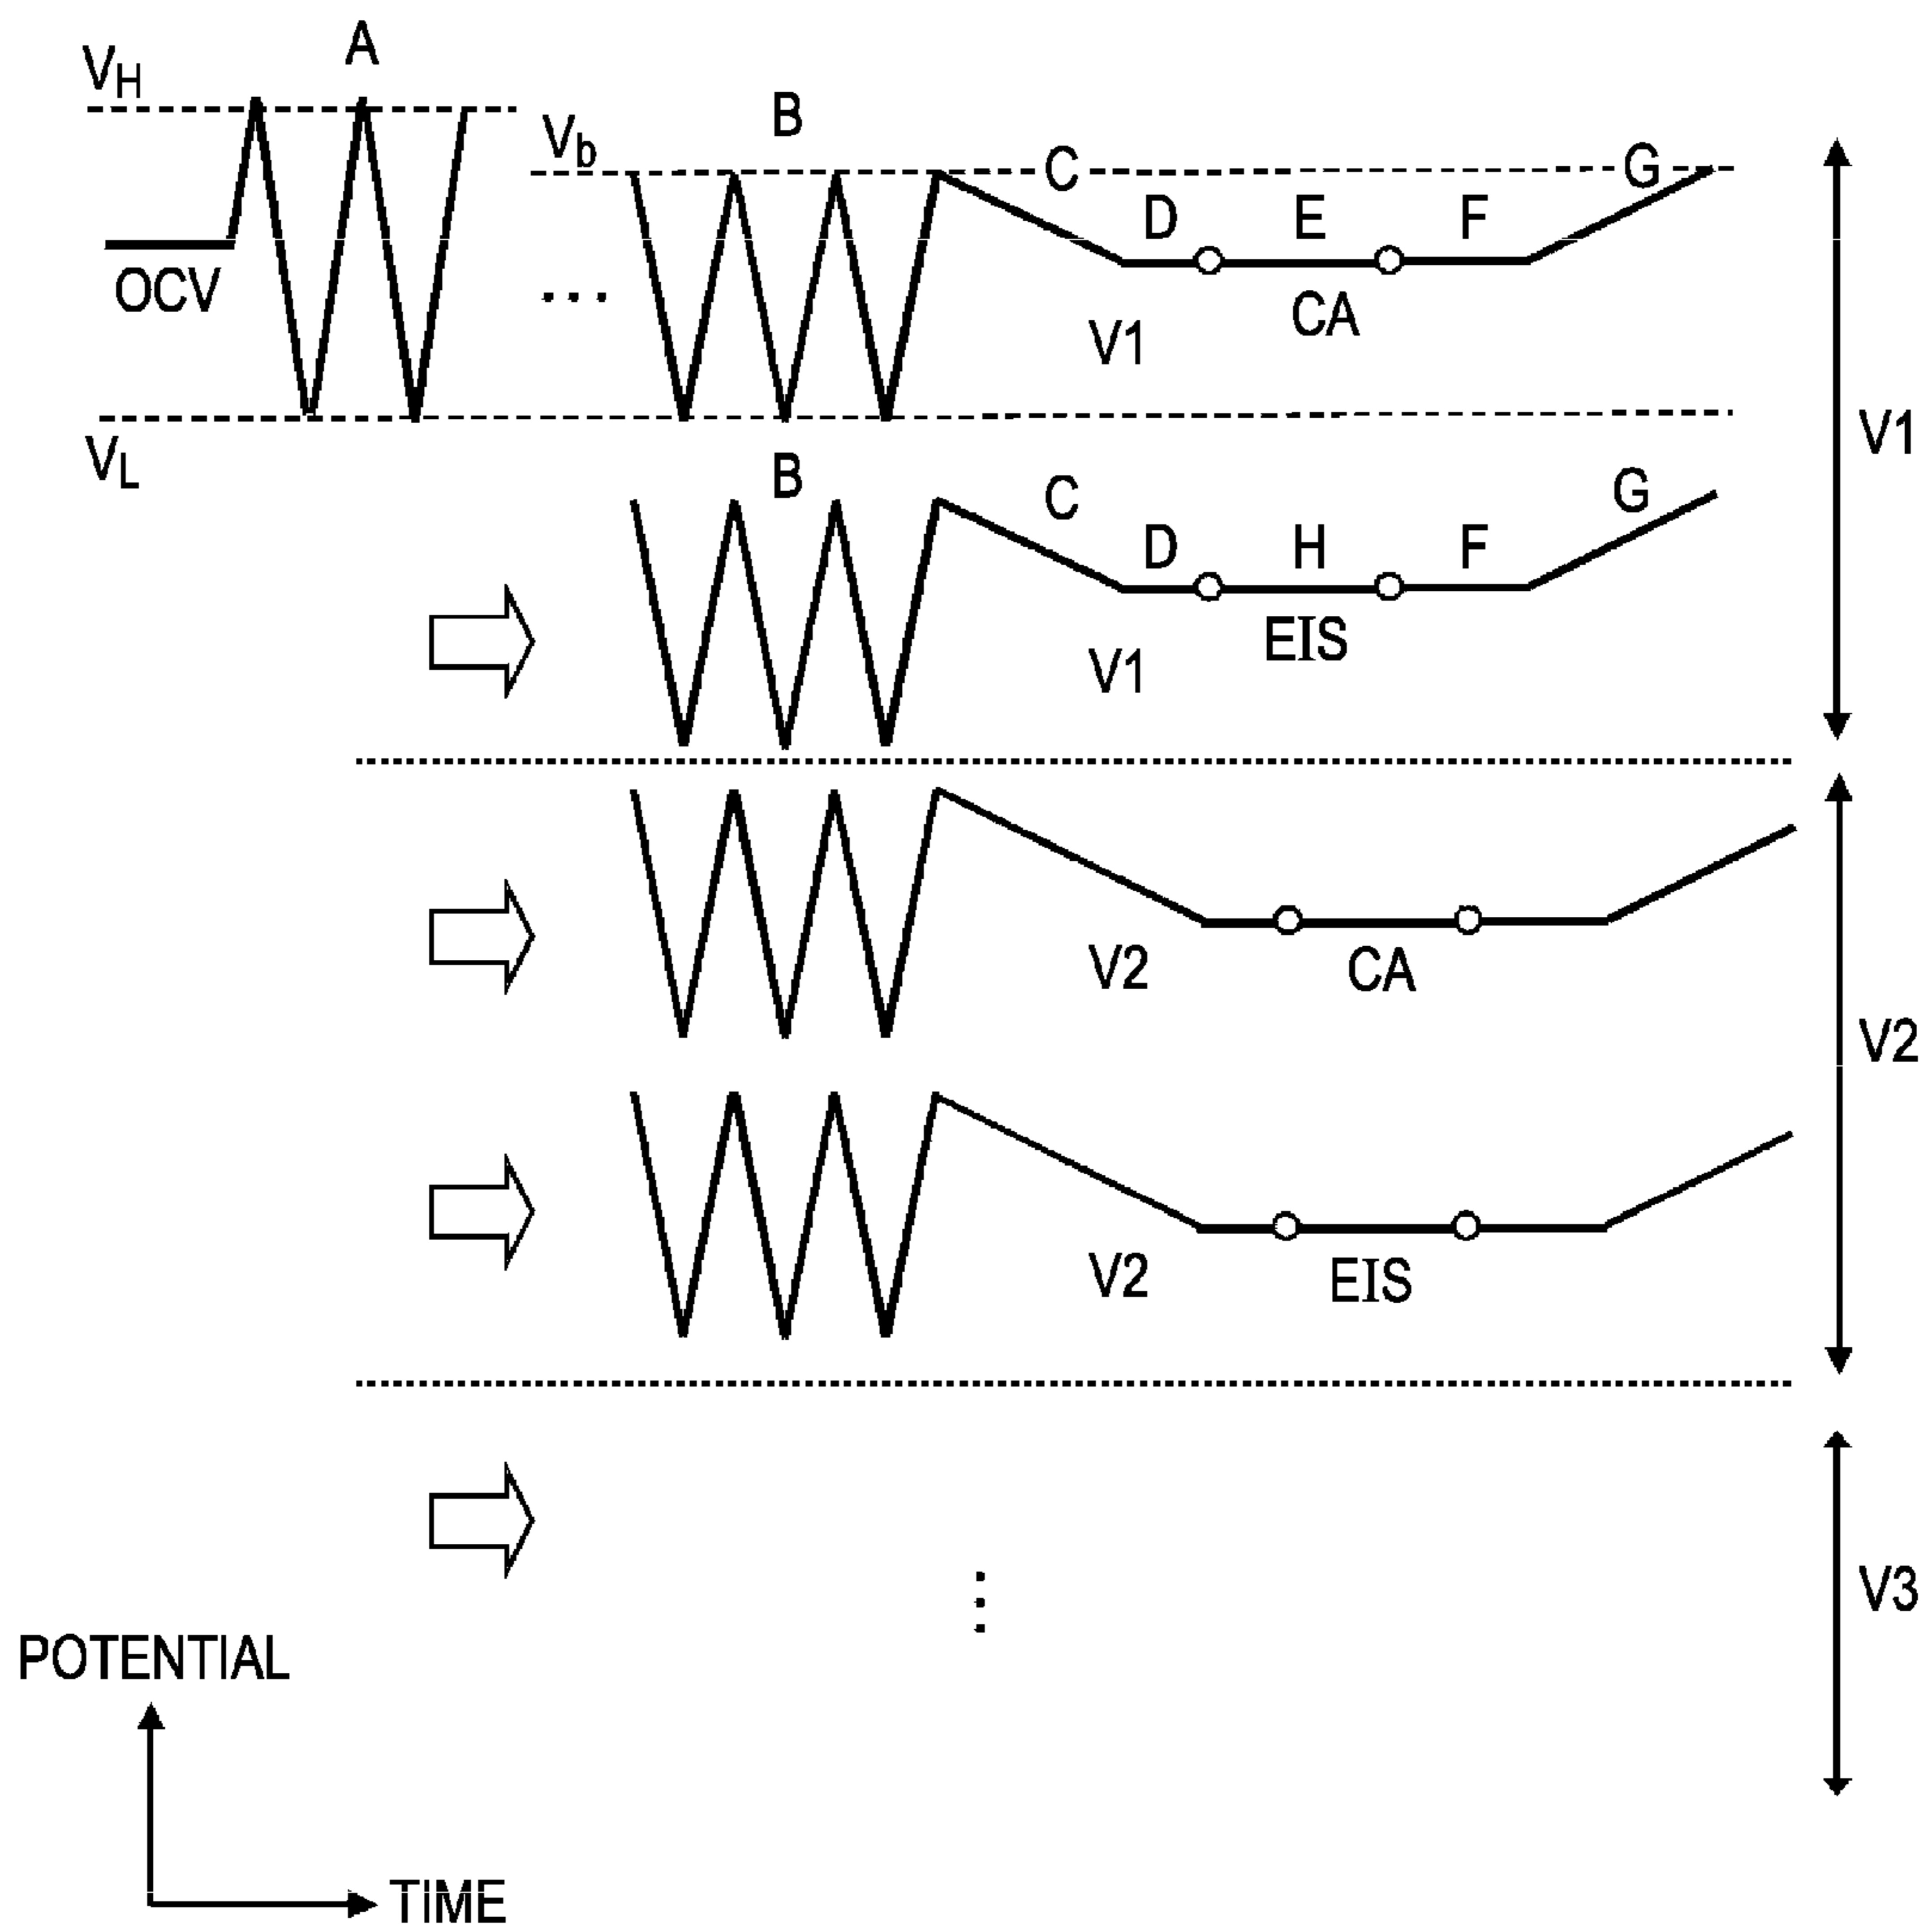 A
V_H
V_b
B
C
G
D
E
F
OCV
...
CA
V1
V1
V_L
B
C
G
D
H
F
EIS
V1
V2
CA
V2
V2
EIS
V3
POTENTIAL
TIME